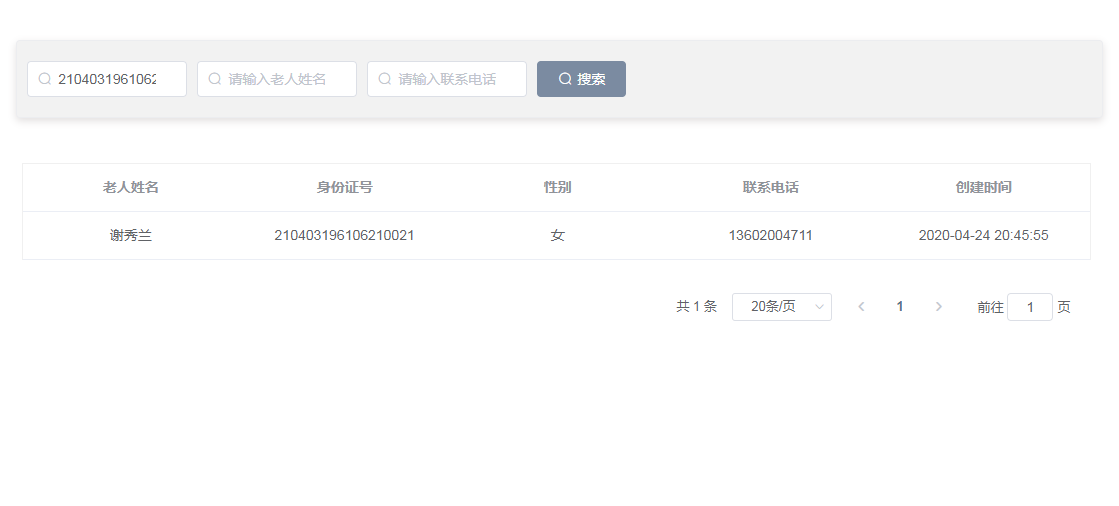 2104031961062 请输入老人姓名 请输入联系电话 搜索
老人姓名 身份证号 性别 联系电话 创建时间
谢秀兰 210403196106210021 女 13602004711 2020-04-24 20:45:55
共 1 条 20条/页 1 前往 1 页